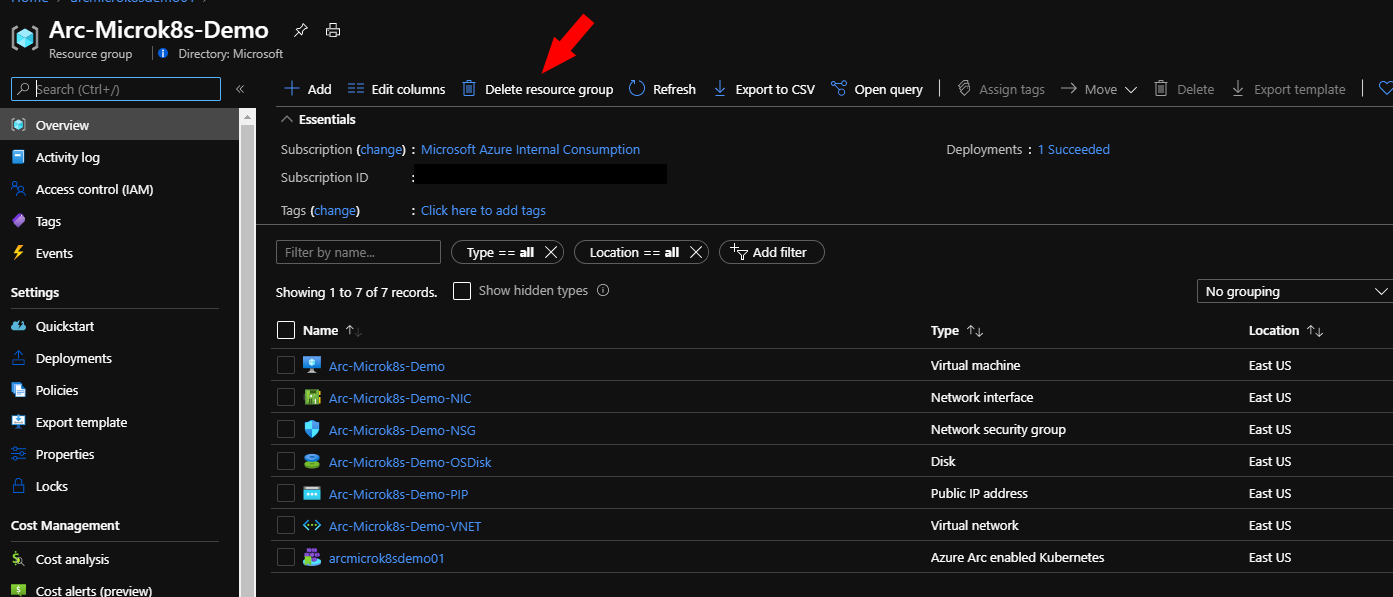 Home > arcmicrok8sdemo01 >
Arc-Microk8s-Demo
Resource group
Directory: Microsoft
Search (Ctrl+/)
«
Add
Edit columns
Delete resource group
Refresh
Export to CSV
Open query
Assign tags
Move
Delete
Export template
Overview
Activity log
Access control (IAM)
Tags
Events
Settings
Quickstart
Deployments
Policies
Export template
Properties
Locks
Cost Management
Cost analysis
Cost alerts (preview)
Essentials
Subscription (change) : Microsoft Azure Internal Consumption
Deployments : 1 Succeeded
Subscription ID :
Tags (change) : Click here to add tags
Filter by name...
Type == all
Location == all
Add filter
Showing 1 to 7 of 7 records.
Show hidden types
No grouping
Name Type Location
Arc-Microk8s-Demo Virtual machine East US
Arc-Microk8s-Demo-NIC Network interface East US
Arc-Microk8s-Demo-NSG Network security group East US
Arc-Microk8s-Demo-OSDisk Disk East US
Arc-Microk8s-Demo-PIP Public IP address East US
Arc-Microk8s-Demo-VNET Virtual network East US
arcmicrok8sdemo01 Azure Arc enabled Kubernetes East US